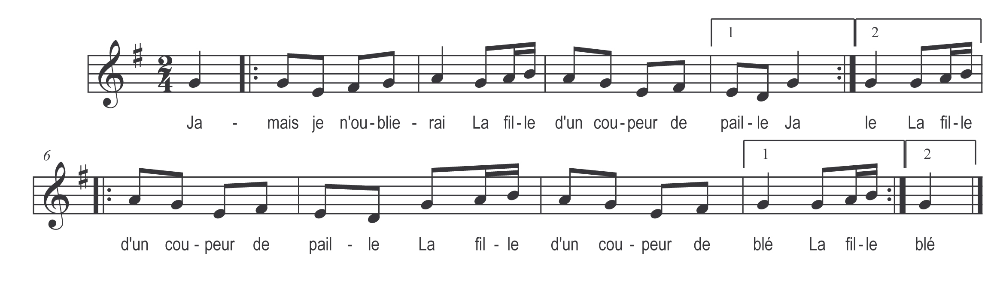 1 2
2
4
Ja - mais je n'ou-blie - rai La fil-le d'un cou-peur de pail-le Ja le La fil-le
6 1 2
d'un cou-peur de pail - le La fil - le d'un cou - peur de blé La fil-le blé